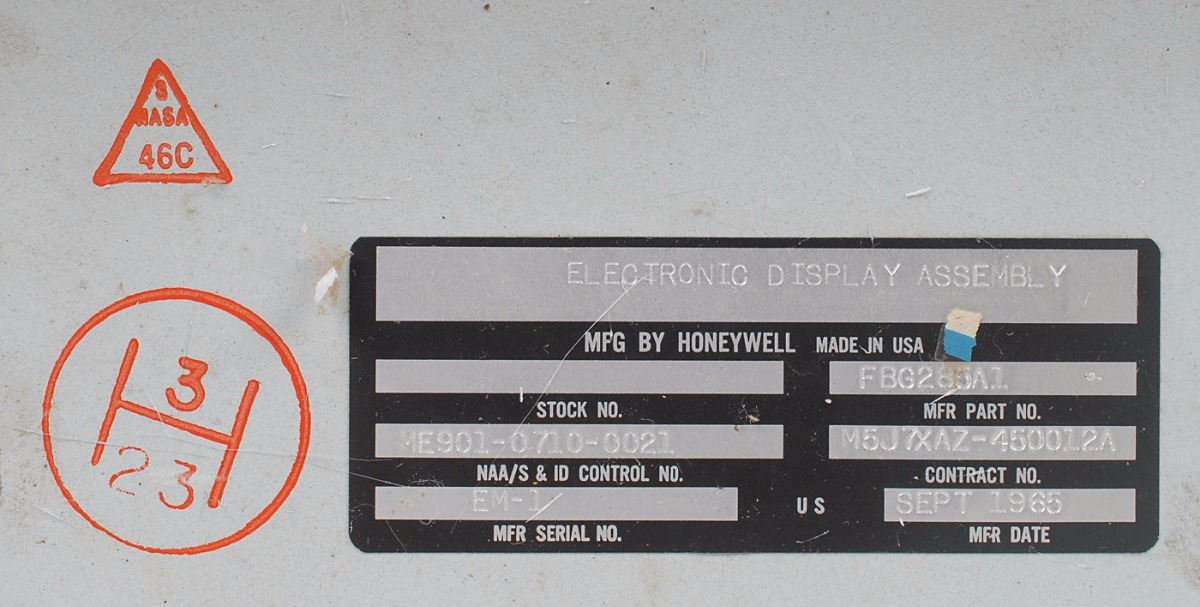 S
NASA
46C
3
H
23
ELECTRONIC DISPLAY ASSEMBLY
MFG BY HONEYWELL MADE IN USA
FBG285A1
STOCK NO. MFR PART NO.
ME901-0710-0021 M5J7XAZ-450012A
NAA/S & ID CONTROL NO. CONTRACT NO.
EM-1 US SEPT 1965
MFR SERIAL NO. MFR DATE